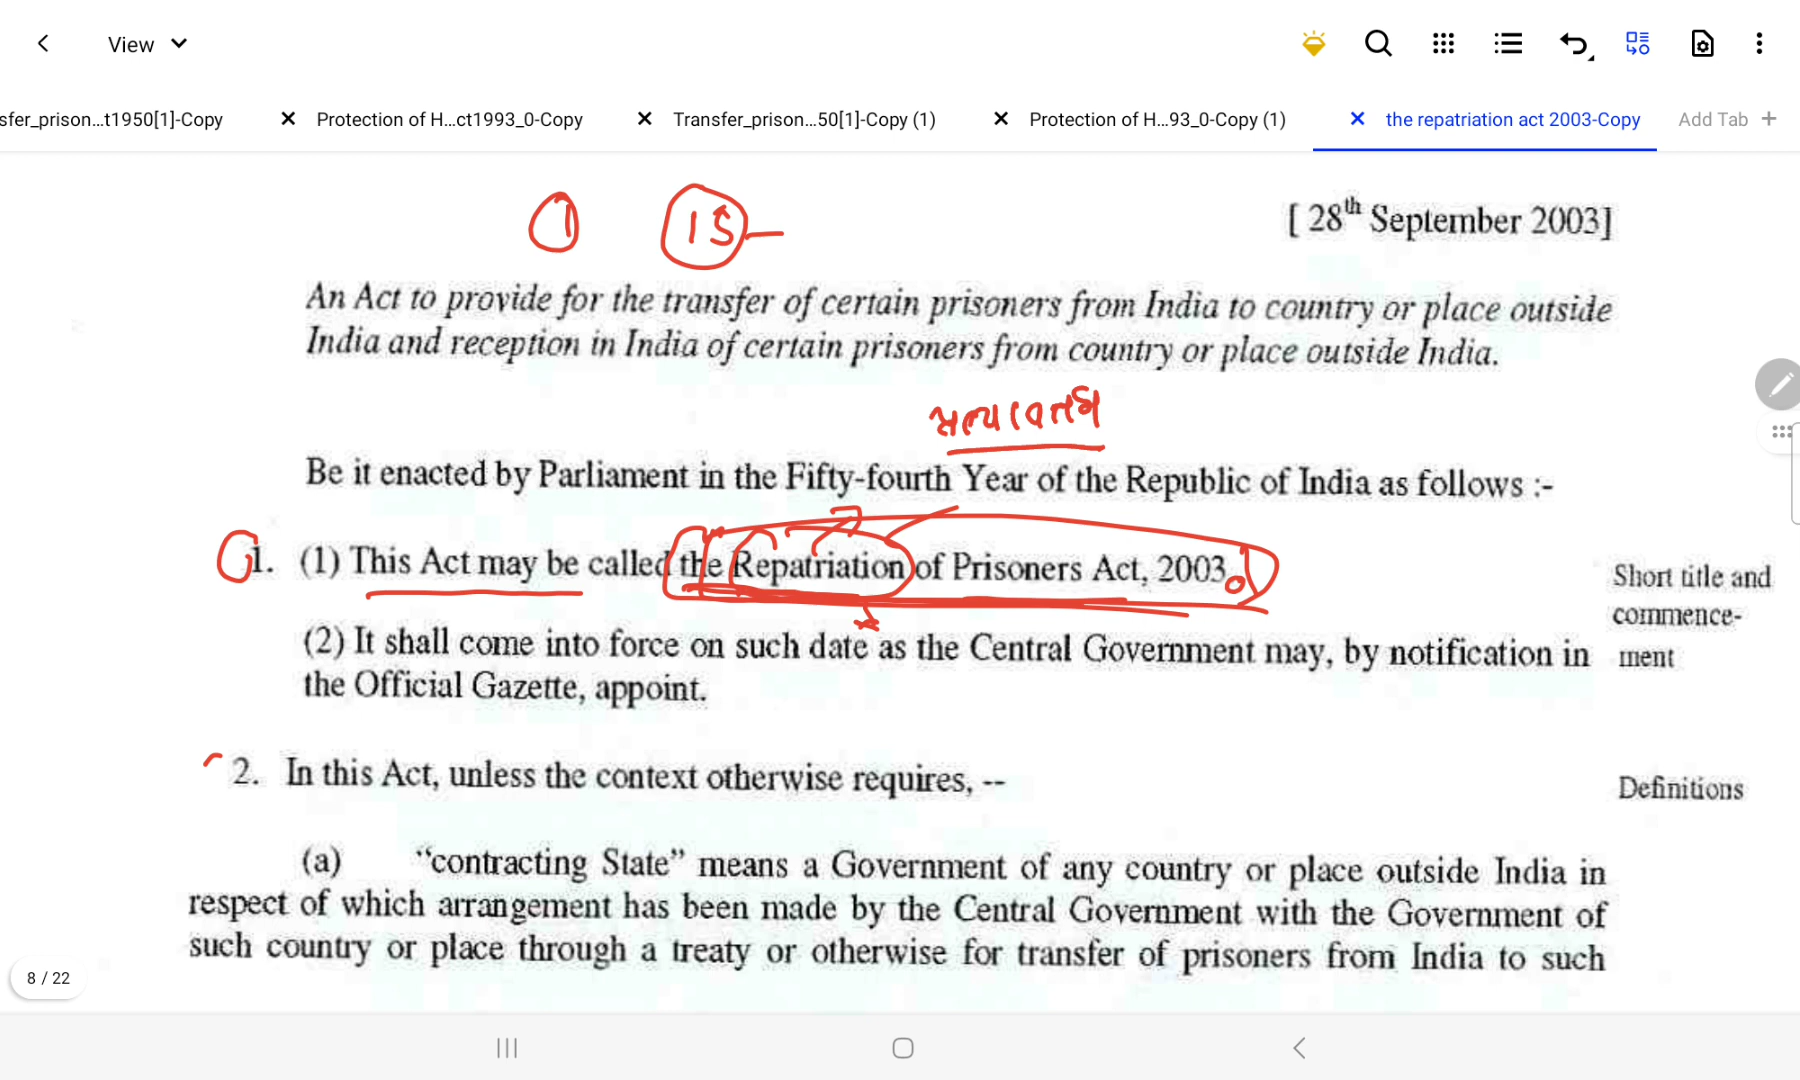 View
sfer_prison...t1950[1]-Copy
Protection of H...ct1993_0-Copy
Transfer_prison...50[1]-Copy (1)
Protection of H...93_0-Copy (1)
the repatriation act 2003-Copy
Add Tab +
1 15
[ 28th September 2003]
An Act to provide for the transfer of certain prisoners from India to country or place outside
India and reception in India of certain prisoners from country or place outside India.
Be it enacted by Parliament in the Fifty-fourth Year of the Republic of India as follows :-
1. (1) This Act may be called the Repatriation of Prisoners Act, 2003.
Short title and
commence-
ment
(2) It shall come into force on such date as the Central Government may, by notification in
the Official Gazette, appoint.
2. In this Act, unless the context otherwise requires, --
Definitions
(a) “contracting State” means a Government of any country or place outside India in
respect of which arrangement has been made by the Central Government with the Government of
such country or place through a treaty or otherwise for transfer of prisoners from India to such
8 / 22